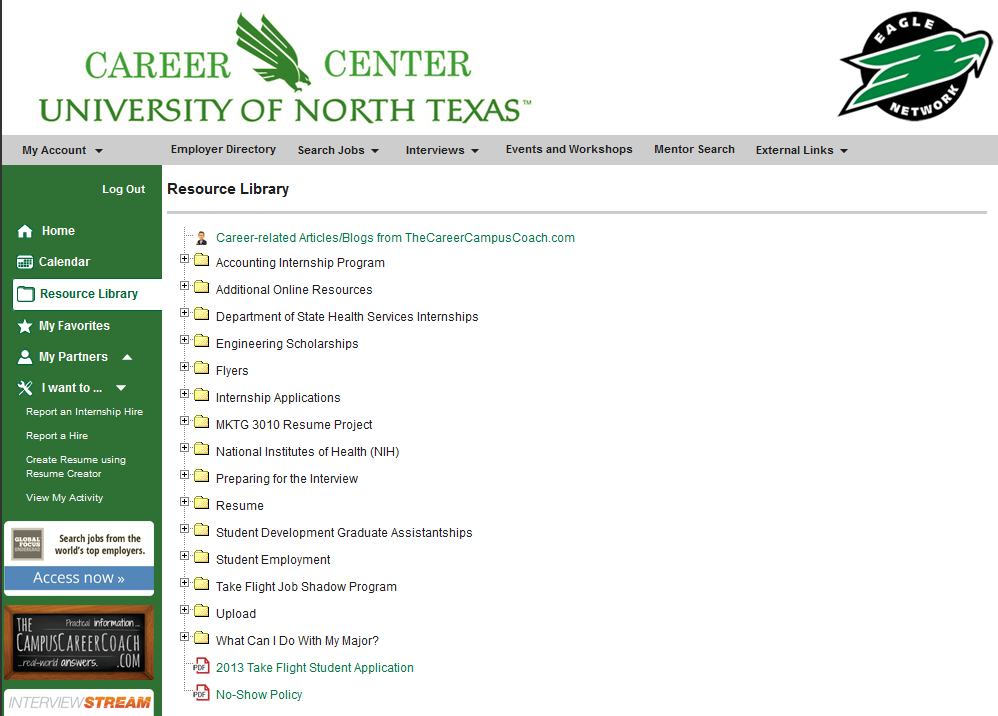 CAREER CENTER
UNIVERSITY OF NORTH TEXAS™
EAGLE
NETWORK
My Account
Employer Directory
Search Jobs
Interviews
Events and Workshops
Mentor Search
External Links
Log Out
Home
Calendar
Resource Library
My Favorites
My Partners
I want to ...
Report an Internship Hire
Report a Hire
Create Resume using
Resume Creator
View My Activity
GLOBAL
FOCUS
UNDERGRAD
Search jobs from the
world's top employers.
Access now »
Practical information...
THE
CAMPUSCAREERCOACH
...real-world answers. .COM
INTERVIEWSTREAM
Resource Library
Career-related Articles/Blogs from TheCareerCampusCoach.com
Accounting Internship Program
Additional Online Resources
Department of State Health Services Internships
Engineering Scholarships
Flyers
Internship Applications
MKTG 3010 Resume Project
National Institutes of Health (NIH)
Preparing for the Interview
Resume
Student Development Graduate Assistantships
Student Employment
Take Flight Job Shadow Program
Upload
What Can I Do With My Major?
PDF 2013 Take Flight Student Application
PDF No-Show Policy